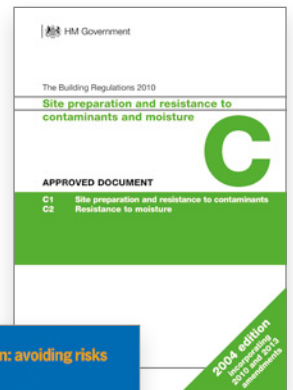 HM Government
The Building Regulations 2010
Site preparation and resistance to
contaminants and moisture
C
APPROVED DOCUMENT
C1 Site preparation and resistance to contaminants
C2 Resistance to moisture
2004 edition
incorporating
2010 and 2013
amendments
n: avoiding risks